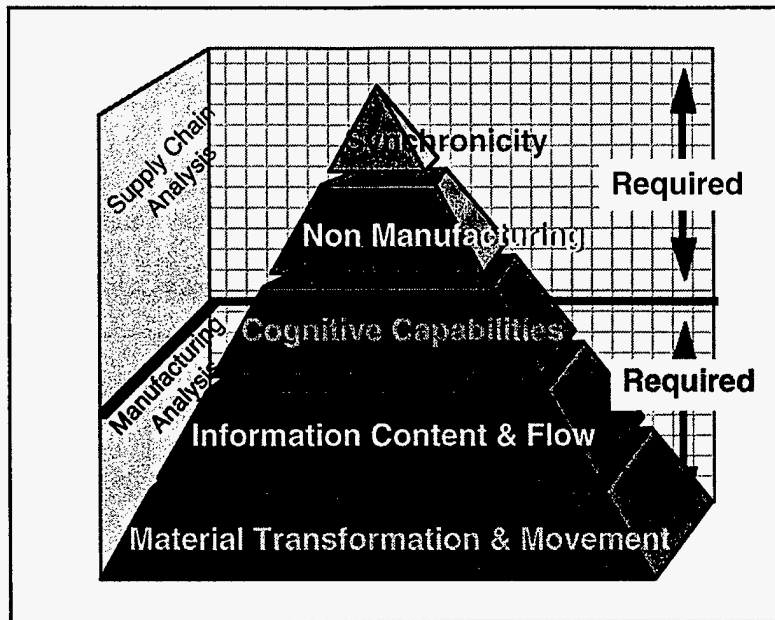 Supply Chain
Analysis
Synchronicity
Required
Non Manufacturing
Manufacturing
Analysis
Cognitive Capabilities
Required
Information Content & Flow
Material Transformation & Movement